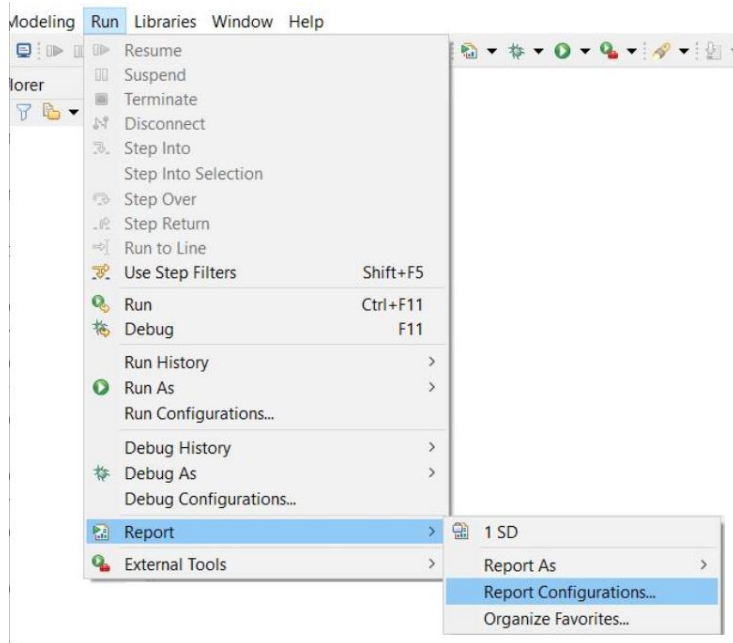 Modeling Run Libraries Window Help
lorer
Resume
Suspend
Terminate
Disconnect
Step Into
Step Into Selection
Step Over
Step Return
Run to Line
Use Step Filters Shift+F5
Run Ctrl+F11
Debug F11
Run History
Run As
Run Configurations...
Debug History
Debug As
Debug Configurations...
Report
External Tools
1 SD
Report As
Report Configurations...
Organize Favorites...